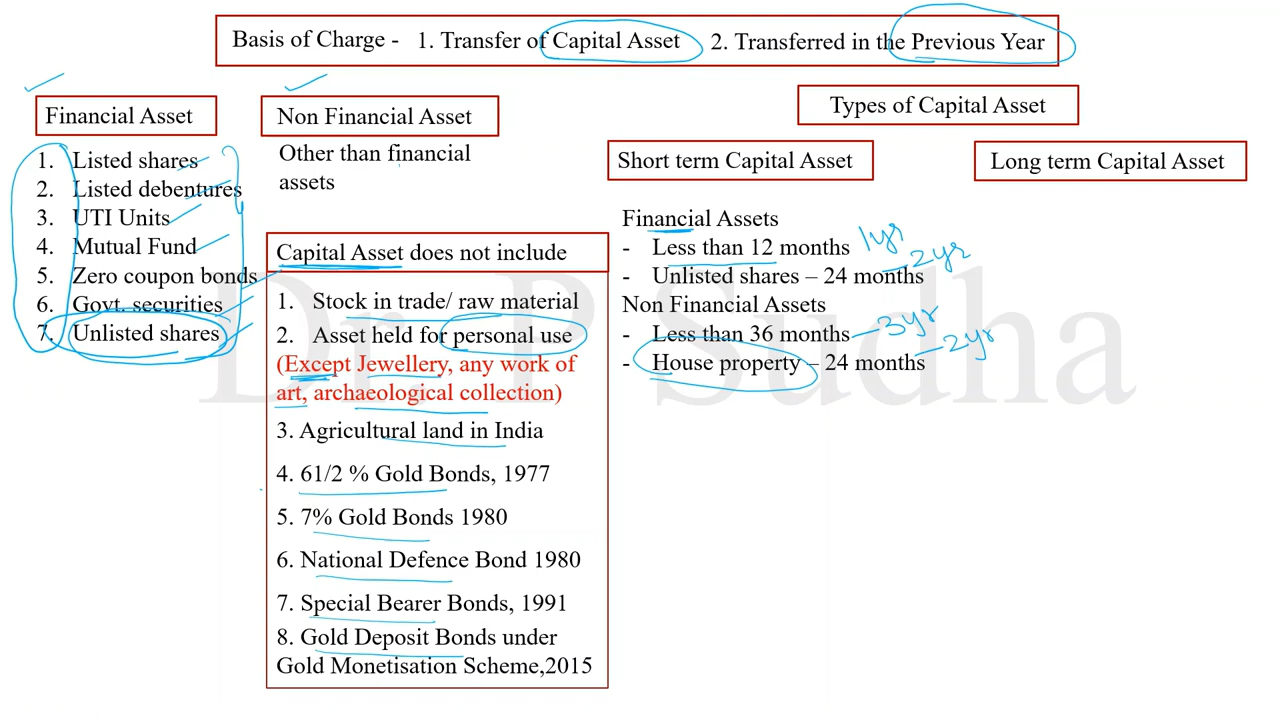 Basis of Charge - 1. Transfer of Capital Asset 2. Transferred in the Previous Year
Financial Asset
1. Listed shares
2. Listed debentures
3. UTI Units
4. Mutual Fund
5. Zero coupon bonds
6. Govt. securities
7. Unlisted shares
Non Financial Asset
Other than financial
assets
Capital Asset does not include
1. Stock in trade/ raw material
2. Asset held for personal use
(Except Jewellery, any work of
art, archaeological collection)
3. Agricultural land in India
4. 61/2 % Gold Bonds, 1977
5. 7% Gold Bonds 1980
6. National Defence Bond 1980
7. Special Bearer Bonds, 1991
8. Gold Deposit Bonds under
Gold Monetisation Scheme,2015
Types of Capital Asset
Short term Capital Asset
Financial Assets
- Less than 12 months 1yr
- Unlisted shares – 24 months 2yr
Non Financial Assets
- Less than 36 months 3yr
- House property – 24 months 2yr
Long term Capital Asset
Dr. P Sudha